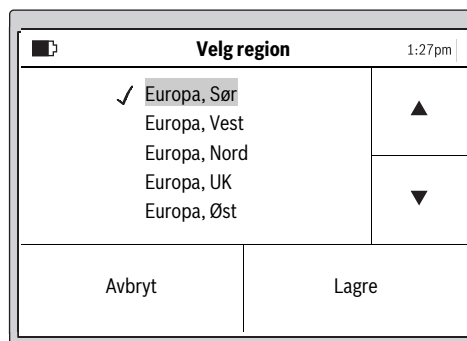 Velg region 1:27pm
Europa, Sør
Europa, Vest
Europa, Nord
Europa, UK
Europa, Øst
Avbryt Lagre